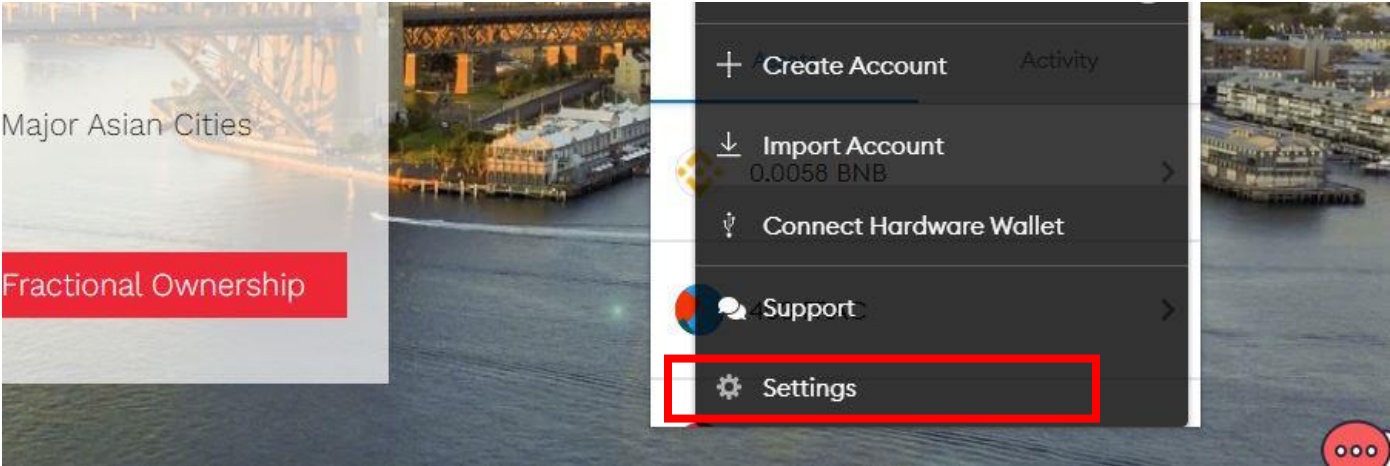 Major Asian Cities
Fractional Ownership
Activity
Create Account
Import Account
0.0058 BNB
Connect Hardware Wallet
Support
Settings